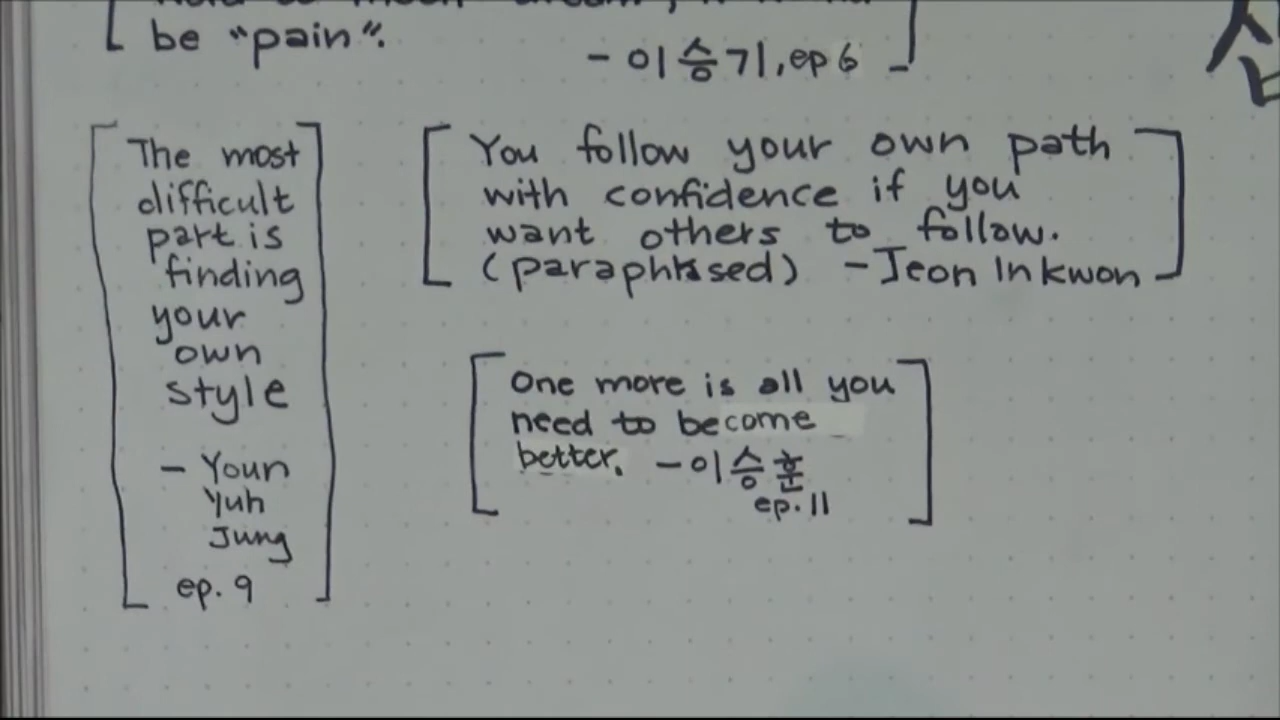 be "pain".
- 이승기, ep 6
The most
difficult
part is
finding
your
own
style
- Youn
Yuh
Jung
ep. 9
You follow your own path
with confidence if you
want others to follow.
(paraphrased) - Jeon In kwon
One more is all you
need to become
better. - 이승훈
ep. 11